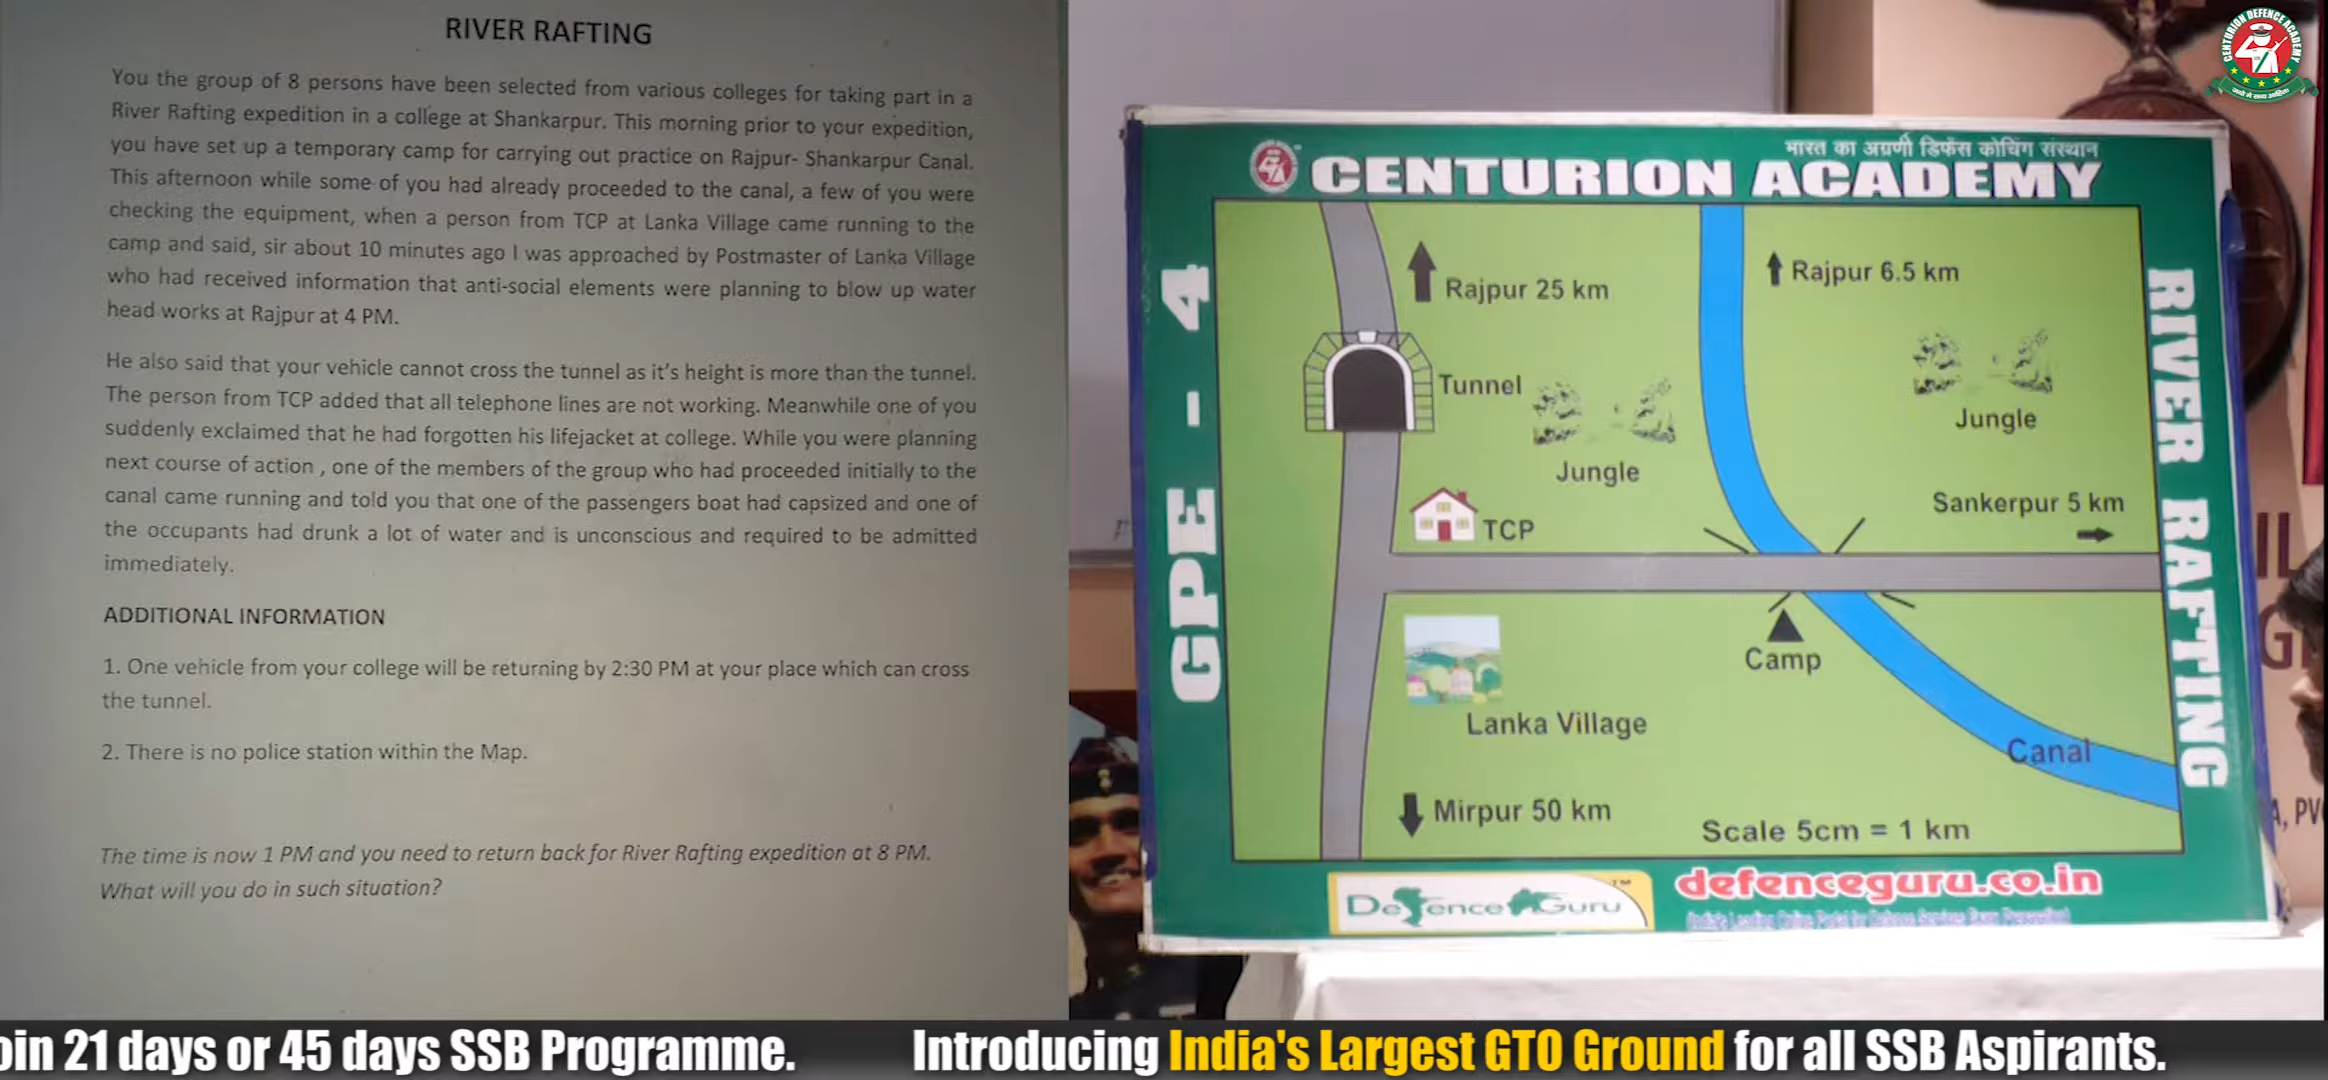 RIVER RAFTING
You the group of 8 persons have been selected from various colleges for taking part in a
River Rafting expedition in a college at Shankarpur. This morning prior to your expedition,
you have set up a temporary camp for carrying out practice on Rajpur- Shankarpur Canal.
This afternoon while some of you had already proceeded to the canal, a few of you were
checking the equipment, when a person from TCP at Lanka Village came running to the
camp and said, sir about 10 minutes ago I was approached by Postmaster of Lanka Village
who had received information that anti-social elements were planning to blow up water
head works at Rajpur at 4 PM.
He also said that your vehicle cannot cross the tunnel as it's height is more than the tunnel.
The person from TCP added that all telephone lines are not working. Meanwhile one of you
suddenly exclaimed that he had forgotten his lifejacket at college. While you were planning
next course of action , one of the members of the group who had proceeded initially to the
canal came running and told you that one of the passengers boat had capsized and one of
the occupants had drunk a lot of water and is unconscious and required to be admitted
immediately.
ADDITIONAL INFORMATION
1. One vehicle from your college will be returning by 2:30 PM at your place which can cross
the tunnel.
2. There is no police station within the Map.
The time is now 1 PM and you need to return back for River Rafting expedition at 8 PM.
What will you do in such situation?
CENTURION DEFENCE ACADEMY
भारत का अग्रणी डिफेंस कोचिंग संस्थान
CENTURION ACADEMY
GPE - 4
RIVER RAFTING
Rajpur 25 km
Rajpur 6.5 km
Tunnel
Jungle
Jungle
TCP
Sankerpur 5 km
Camp
Lanka Village
Canal
Mirpur 50 km
Scale 5cm = 1 km
Defence Guru
TM
defenceguru.co.in
oin 21 days or 45 days SSB Programme.
Introducing India's Largest GTO Ground for all SSB Aspirants.